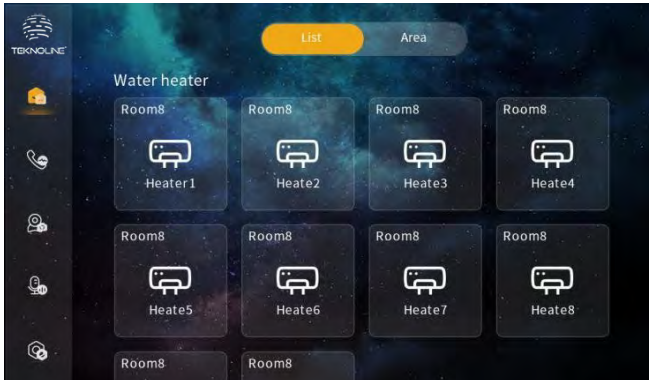 List Area
TEKNOLINE
Water heater
Room8 Room8 Room8 Room8
Heater1 Heate2 Heate3 Heate4
Room8 Room8 Room8 Room8
Heate5 Heate6 Heate7 Heate8
Room8 Room8